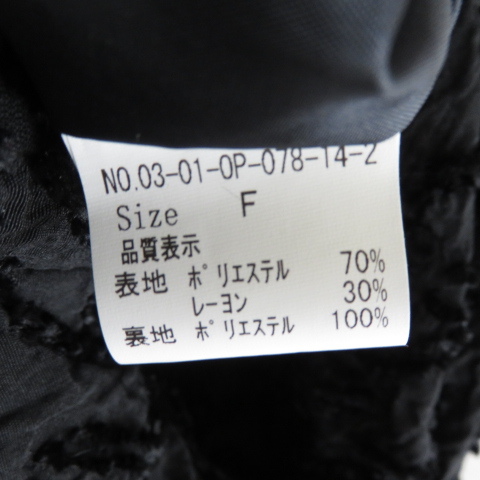 NO.03-01-OP-078-14-2
Size F
品質表示
表地 ポリエステル 70%
レーヨン 30%
裏地 ポリエステル 100%